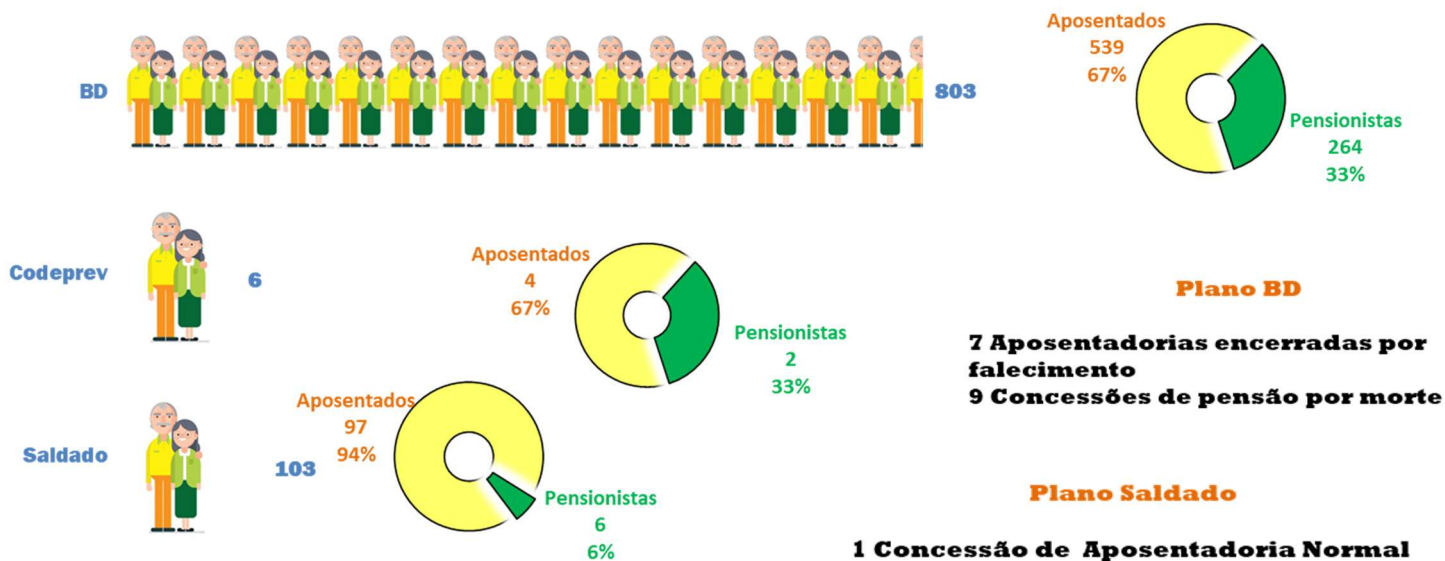 BD
803
Aposentados
539
67%
Pensionistas
264
33%
Codeprev
6
Aposentados
4
67%
Pensionistas
2
33%
Saldado
103
Aposentados
97
94%
Pensionistas
6
6%
Plano BD
7 Aposentadorias encerradas por
falecimento
9 Concessões de pensão por morte
Plano Saldado
1 Concessão de Aposentadoria Normal